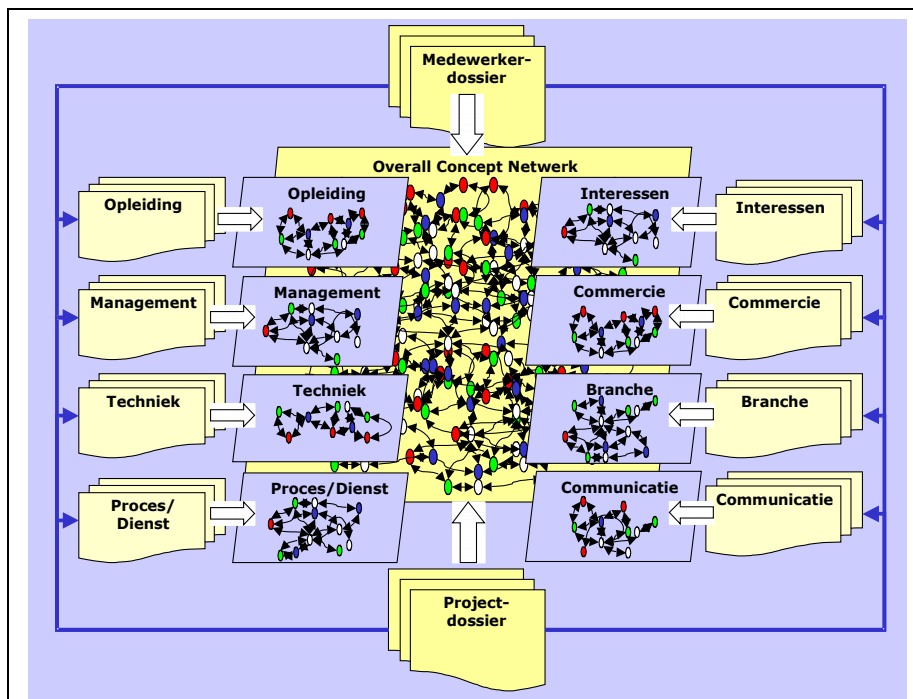 Medewerker-
dossier
Overall Concept Netwerk
Opleiding
Opleiding
Interessen
Interessen
Management
Management
Commercie
Commercie
Techniek
Techniek
Branche
Branche
Proces/
Dienst
Proces/Dienst
Communicatie
Communicatie
Project-
dossier